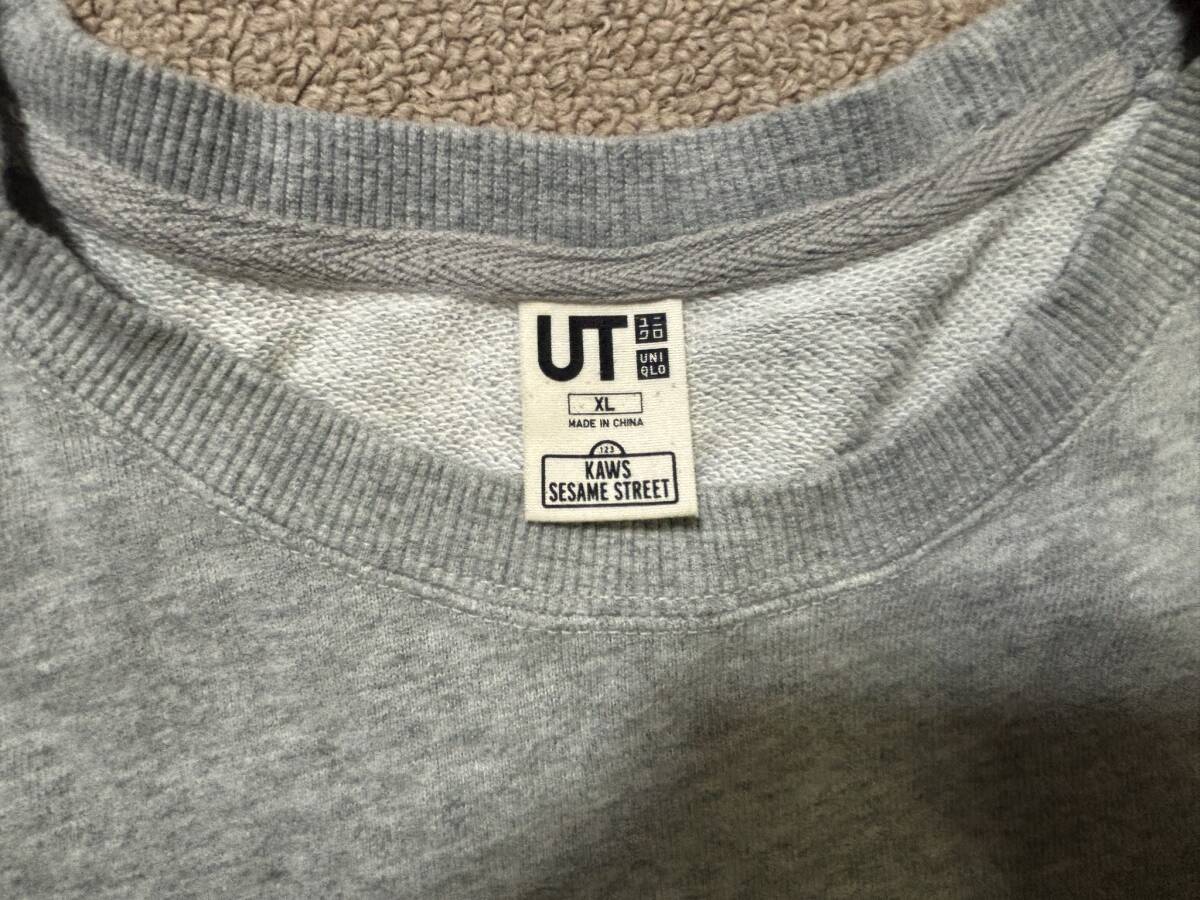 UT
ユニ
クロ
UNI
QLO
XL
MADE IN CHINA
123
KAWS
SESAME STREET